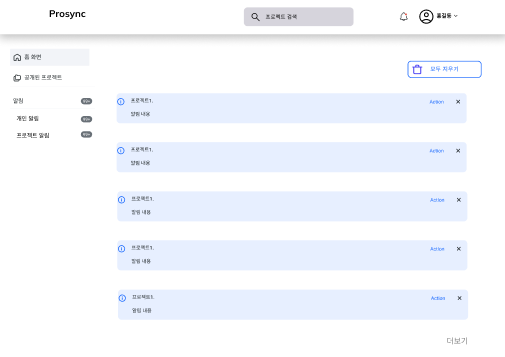 Prosync
프로젝트 검색
홍길동
홈 화면
공개된 프로젝트
알림
개인 알림
프로젝트 알림
모두 지우기
프로젝트1.
Action
알림 내용
프로젝트1.
Action
알림 내용
프로젝트1.
Action
알림 내용
프로젝트1.
Action
알림 내용
프로젝트1.
Action
알림 내용
더보기